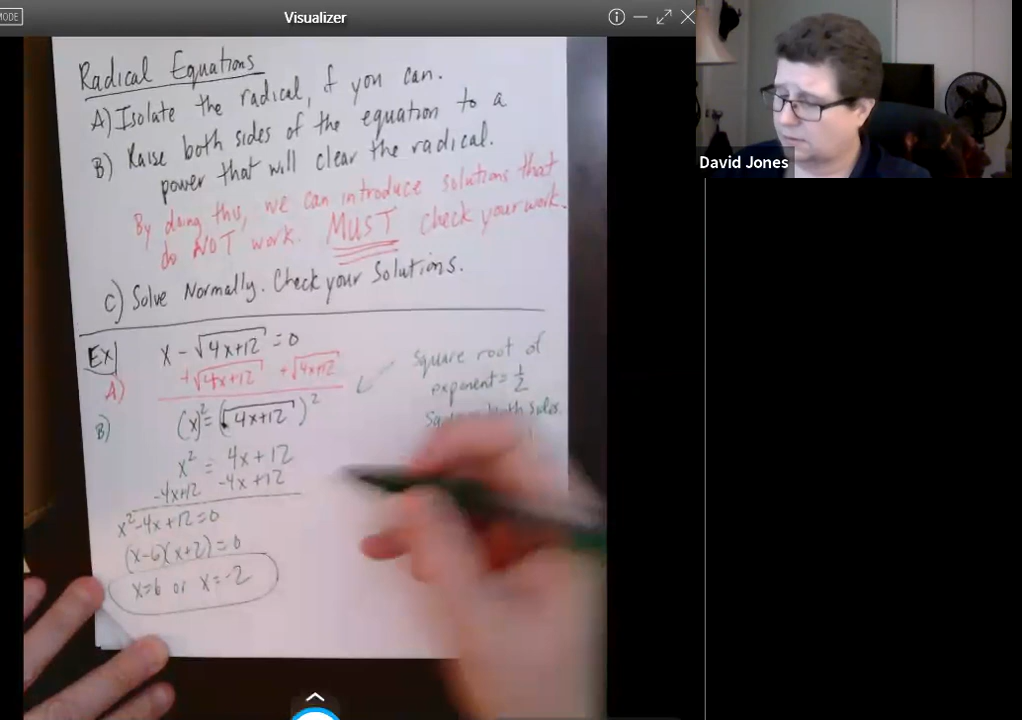 MODE
Visualizer
Radical Equations
A) Isolate the radical, if you can.
B) Raise both sides of the equation to a
power that will clear the radical.
By doing this, we can introduce solutions that
do NOT work. MUST check your work.
C) Solve Normally. Check your Solutions.
Ex x - √4x+12 = 0
A) +√4x+12 +√4x+12
B) (x)² = (√4x+12)²
x² = 4x+12
-4x+12 -4x+12
x²-4x+12=0
(x-6)(x+2)=0
x=6 or x=-2
Square root of
exponent = 1/2
both sides
David Jones